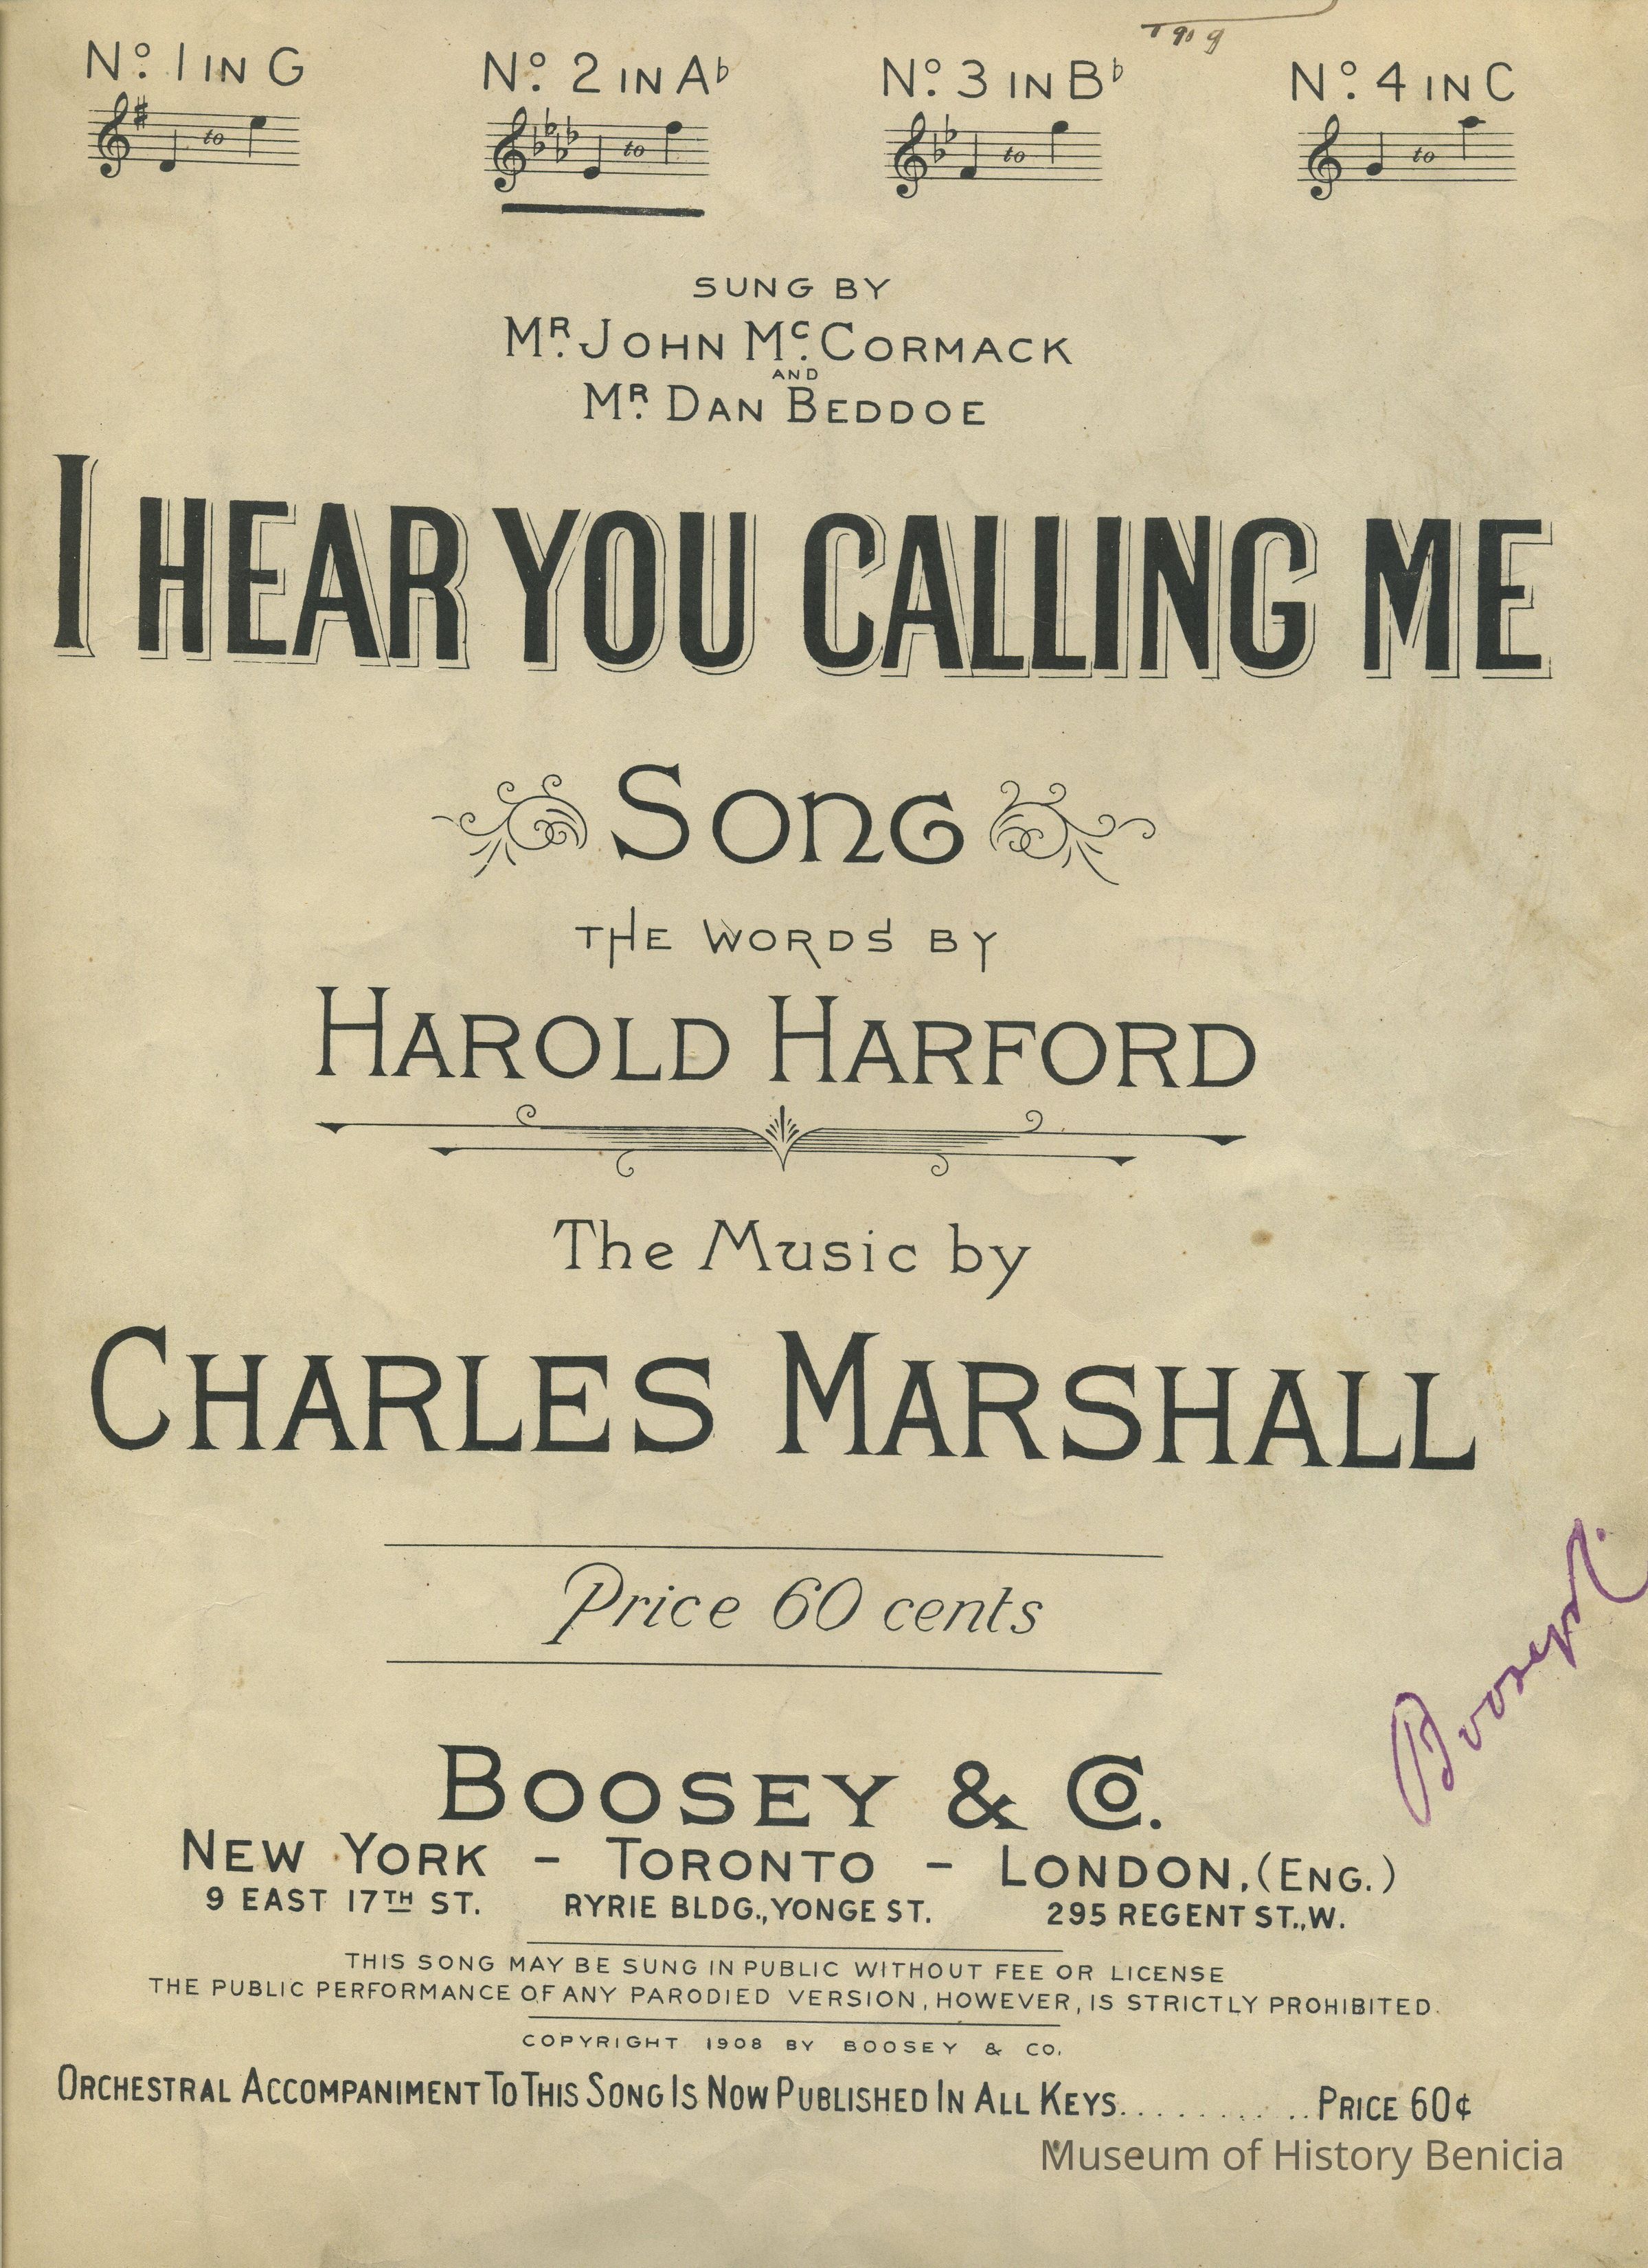 Nº. 1 IN G
to
Nº. 2 IN A♭
to
Nº. 3 IN B♭
to
Nº. 4 IN C
to
SUNG BY
MR. JOHN MC. CORMACK
AND
MR. DAN BEDDOE
I HEAR YOU CALLING ME
SONG
THE WORDS BY
HAROLD HARFORD
The Music by
CHARLES MARSHALL
Price 60 cents
BOOSEY & CO.
NEW YORK – TORONTO – LONDON, (ENG.)
9 EAST 17TH ST. RYRIE BLDG., YONGE ST. 295 REGENT ST., W.
THIS SONG MAY BE SUNG IN PUBLIC WITHOUT FEE OR LICENSE
THE PUBLIC PERFORMANCE OF ANY PARODIED VERSION, HOWEVER, IS STRICTLY PROHIBITED.
COPYRIGHT 1908 BY BOOSEY & CO.
ORCHESTRAL ACCOMPANIMENT TO THIS SONG IS NOW PUBLISHED IN ALL KEYS. . . . . . . . . . . PRICE 60¢
Museum of History Benicia